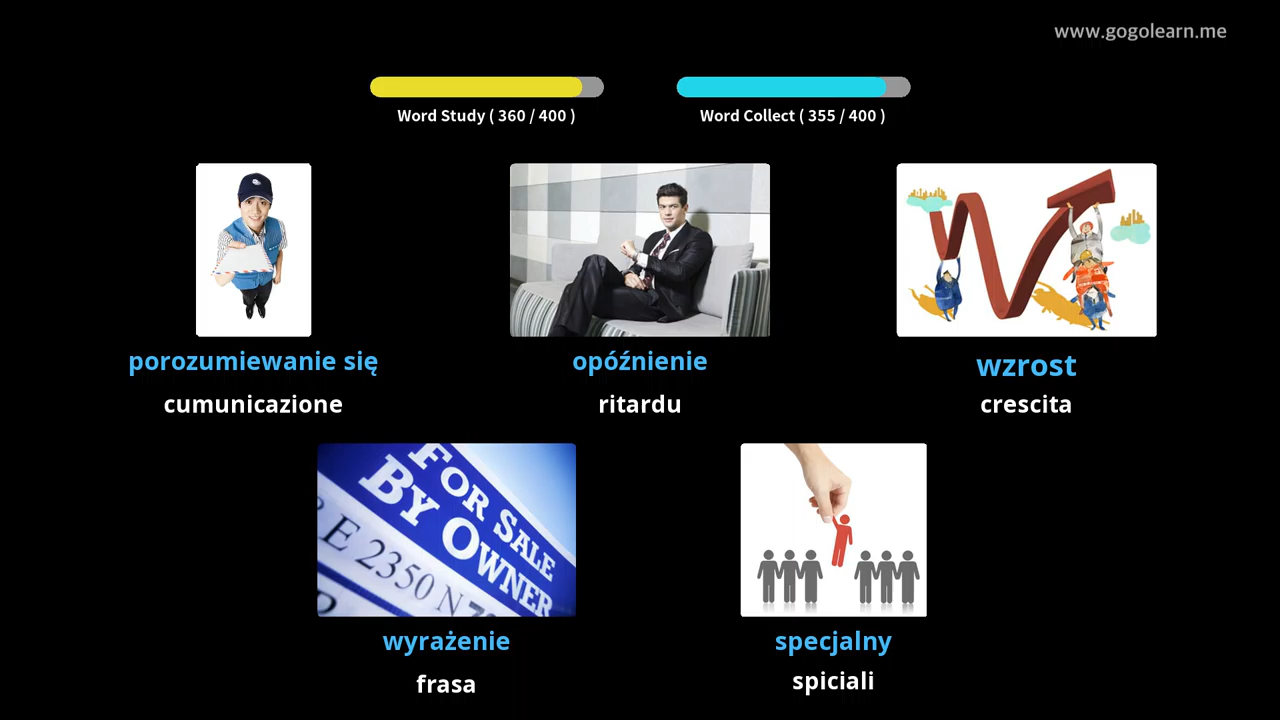 www.gogolearn.me
Word Study ( 360 / 400 )
Word Collect ( 355 / 400 )
porozumiewanie się
cumunicazione
opóźnienie
ritardu
wzrost
crescita
FOR SALE
BY OWNER
E 2350 N
wyrażenie
frasa
specjalny
spiciali